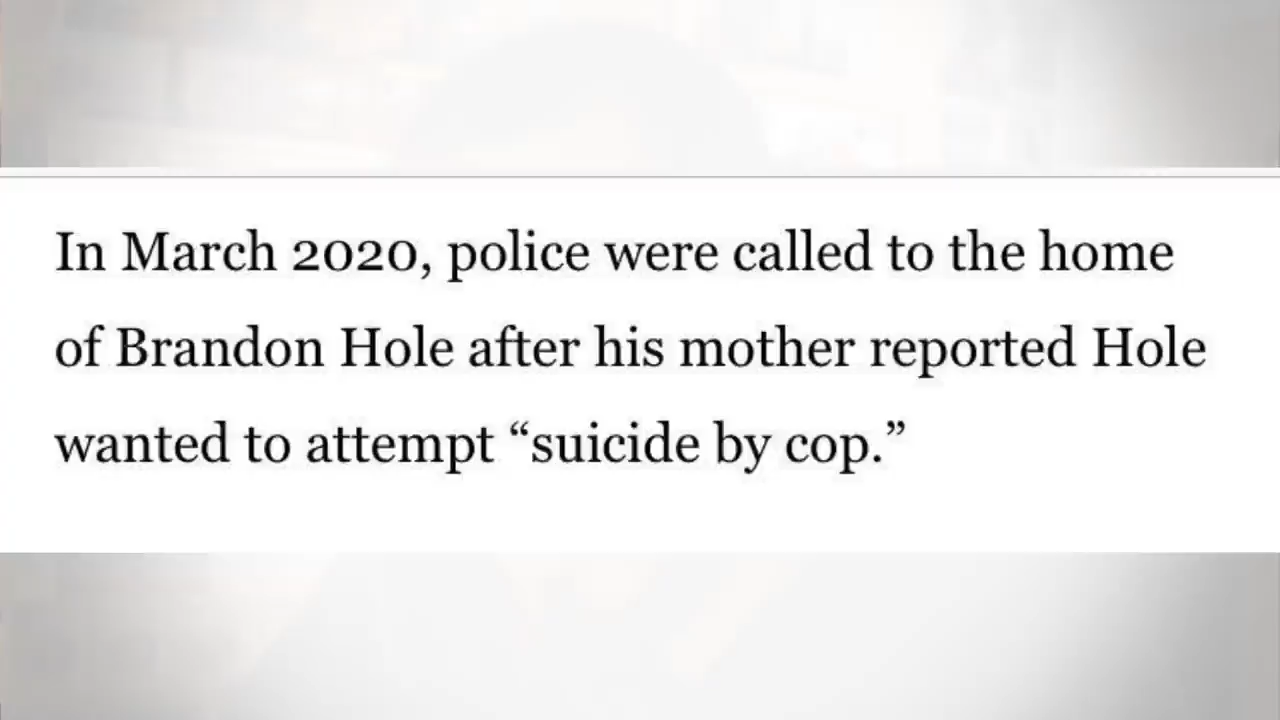 In March 2020, police were called to the home
of Brandon Hole after his mother reported Hole
wanted to attempt “suicide by cop.”